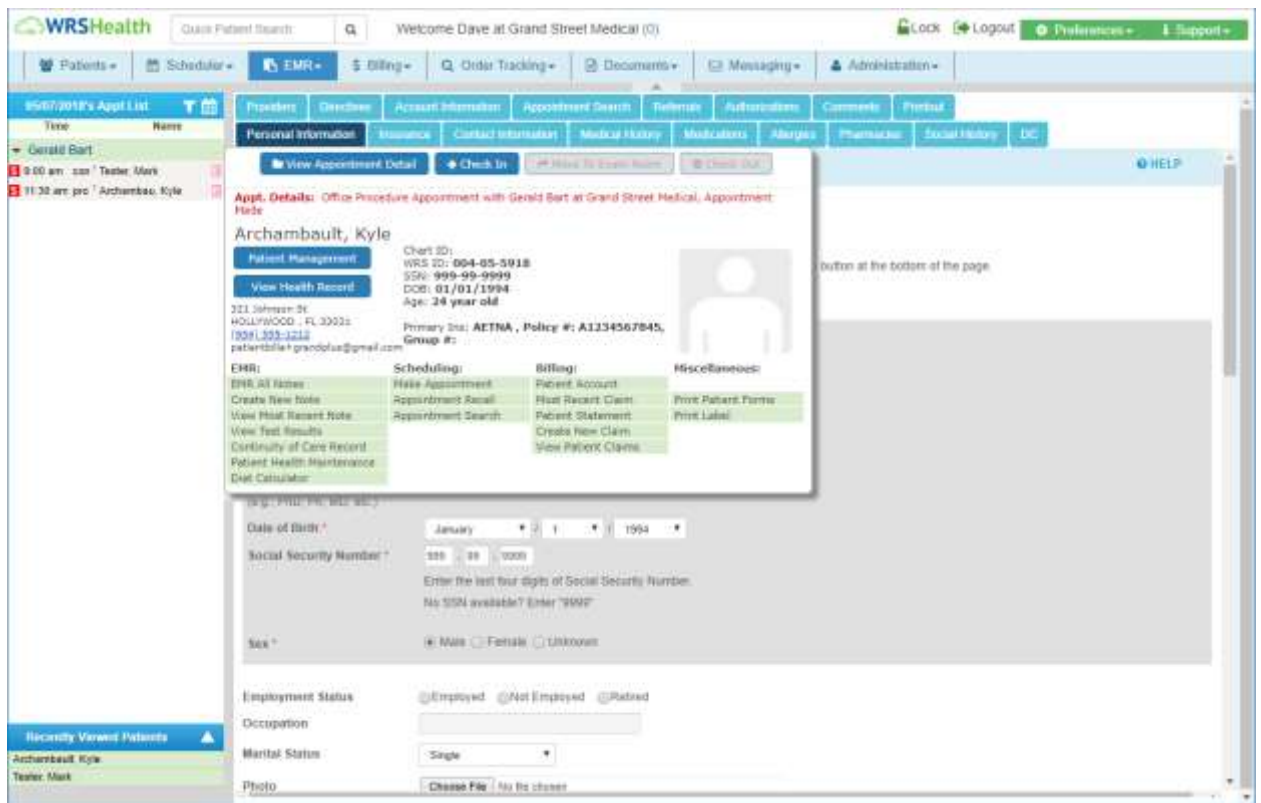 WRSHealth Quick Patient Search Welcome Dave at Grand Street Medical (0) Lock Logout Preferences Support
Patients Scheduler EMR Billing Order Tracking Documents Messaging Administration
05/07/2018's Appt List Providers Directives Account Information Appointment Search Referrals Authorizations Comments Printout
Time Name Personal Information Insurance Contact Information Medical History Medications Allergies Pharmacies Social History DC
Gerald Bart
View Appointment Detail Check In Move To Exam Room Check Out HELP
S 9:00 am Tester, Mark
S 11:30 am pro Archambau, Kyle
Appt. Details: Office Procedure Appointment with Gerald Bart at Grand Street Medical, Appointment
Made
Archambault, Kyle
Patient Management
View Health Record
Chart ID:
WRS ID: 004-05-5918
SSN: 999-99-9999
DOB: 01/01/1994
Age: 24 year old
321 Johnson St
HOLLYWOOD , FL
Primary Ins: AETNA , Policy #: A1234567845,
Group #:
button at the bottom of the page.
EMR: Scheduling: Billing: Miscellaneous:
EMR All Notes Make Appointment Patient Account
Create New Note Appointment Recall Most Recent Claim Print Patient Forms
View Most Recent Note Appointment Search Patient Statement Print Label
View Test Results Create New Claim
Continuity of Care Record View Patient Claims
Patient Health Maintenance
Diet Calculator
Date of Birth * January / 1 / 1994
Social Security Number * 999 - 99 - 9999
Enter the last four digits of Social Security Number.
No SSN available? Enter "9999"
Sex * Male Female Unknown
Employment Status Employed Not Employed Retired
Occupation
Marital Status Single
Photo Choose File No file chosen
Recently Viewed Patients
Archambault, Kyle
Tester, Mark